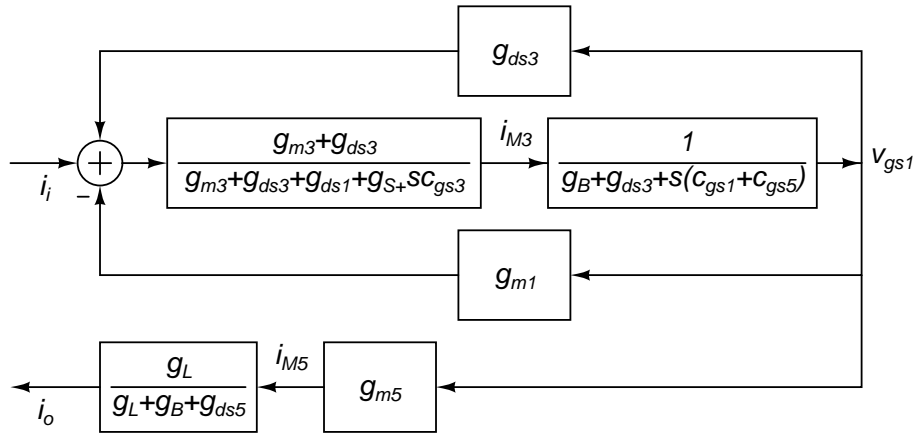 g_ds3
g_m3+g_ds3
g_m3+g_ds3+g_ds1+g_S+sc_gs3
i_M3
1
g_B+g_ds3+s(c_gs1+c_gs5)
v_gs1
+
i_i
−
g_m1
g_L
g_L+g_B+g_ds5
i_M5
g_m5
i_o